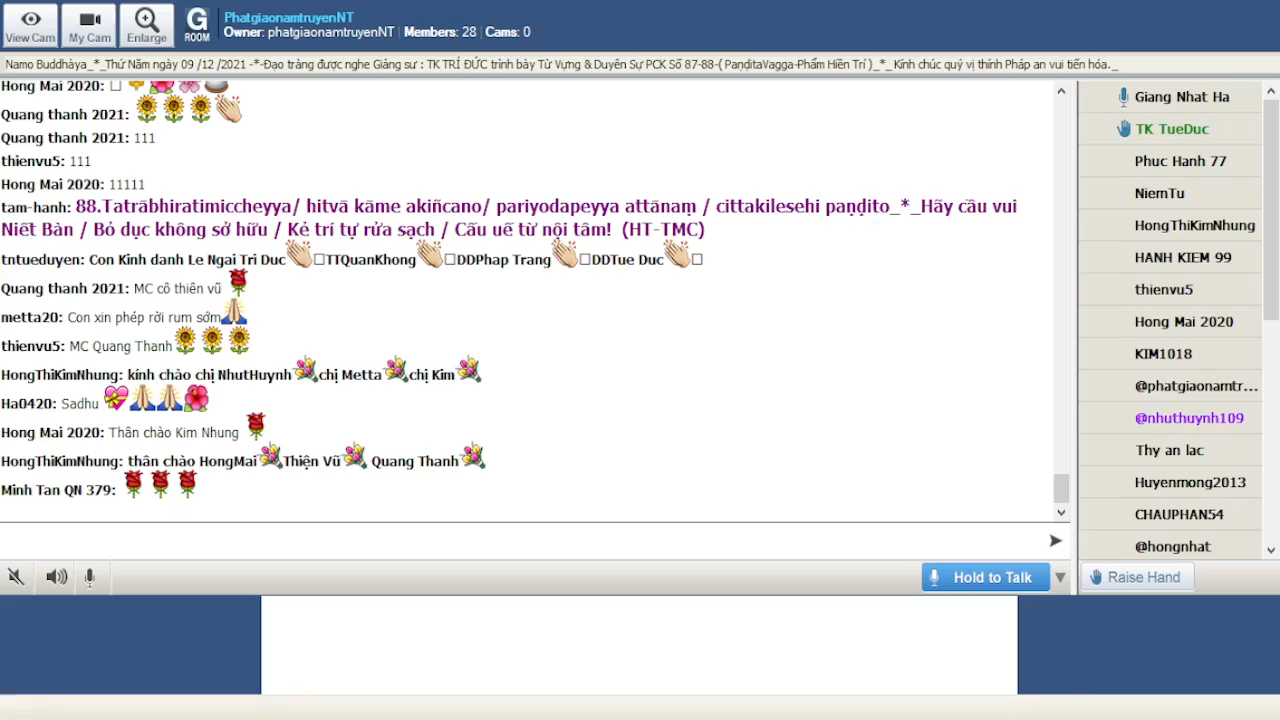 View Cam
My Cam
Enlarge
G
ROOM
PhatgiaonamtruyenNT
Owner: phatgiaonamtruyenNT | Members: 28 | Cams: 0
Namo Buddhàya_*_Thứ Năm ngày 09 /12 /2021 -*-Đạo tràng được nghe Giảng sư : TK TRÍ ĐỨC trình bày Từ Vựng & Duyên Sự PCK Số 87-88-( PaṇḍitaVagga-Phẩm Hiền Trí )_*_ Kính chúc quý vị thính Pháp an vui tiến hóa._
Hong Mai 2020:
Quang thanh 2021:
Quang thanh 2021: 111
thienvu5: 111
Hong Mai 2020: 11111
tam-hanh: 88.Tatrābhiratimiccheyya/ hitvā kāme akiñcano/ pariyodapeyya attānaṃ / cittakilesehi paṇḍito_*_Hãy cầu vui
Niết Bàn / Bỏ dục không sở hữu / Kẻ trí tự rửa sạch / Cấu uế từ nội tâm! (HT-TMC)
tntueduyen: Con Kinh danh Le Ngai Tri Duc TTQuanKhong DDPhap Trang DDTue Duc
Quang thanh 2021: MC cô thiên vũ
metta20: Con xin phép rời rum sớm
thienvu5: MC Quang Thanh
HongThiKimNhung: kính chào chị NhutHuynh chị Metta chị Kim
Ha0420: Sadhu
Hong Mai 2020: Thân chào Kim Nhung
HongThiKimNhung: thân chào HongMai Thiện Vũ Quang Thanh
Minh Tan QN 379:
Hold to Talk
Giang Nhat Ha
TK TueDuc
Phuc Hanh 77
NiemTu
HongThiKimNhung
HANH KIEM 99
thienvu5
Hong Mai 2020
KIM1018
@phatgiaonamtr...
@nhuthuynh109
Thy an lac
Huyenmong2013
CHAUPHAN54
@hongnhat
Raise Hand